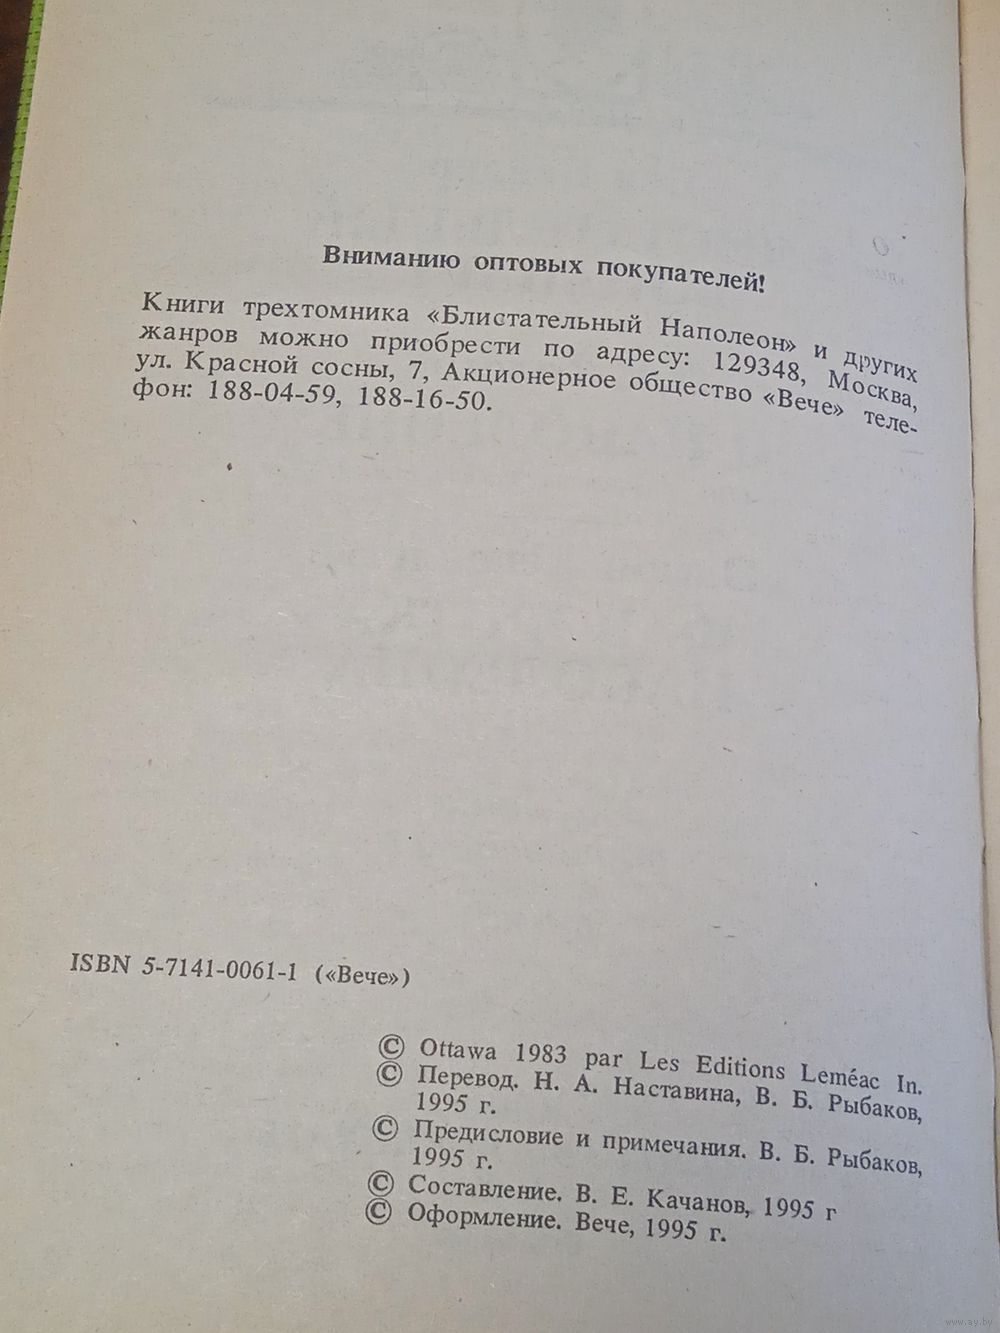 Вниманию оптовых покупателей!
Книги трехтомника «Блистательный Наполеон» и других
жанров можно приобрести по адресу: 129348, Москва,
ул. Красной сосны, 7, Акционерное общество «Вече» теле-
фон: 188-04-59, 188-16-50.
ISBN 5-7141-0061-1 («Вече»)
© Ottawa 1983 par Les Editions Leméac In.
© Перевод. Н. А. Наставина, В. Б. Рыбаков,
1995 г.
© Предисловие и примечания. В. Б. Рыбаков,
1995 г.
© Составление. В. Е. Качанов, 1995 г
© Оформление. Вече, 1995 г.
www.ay.by